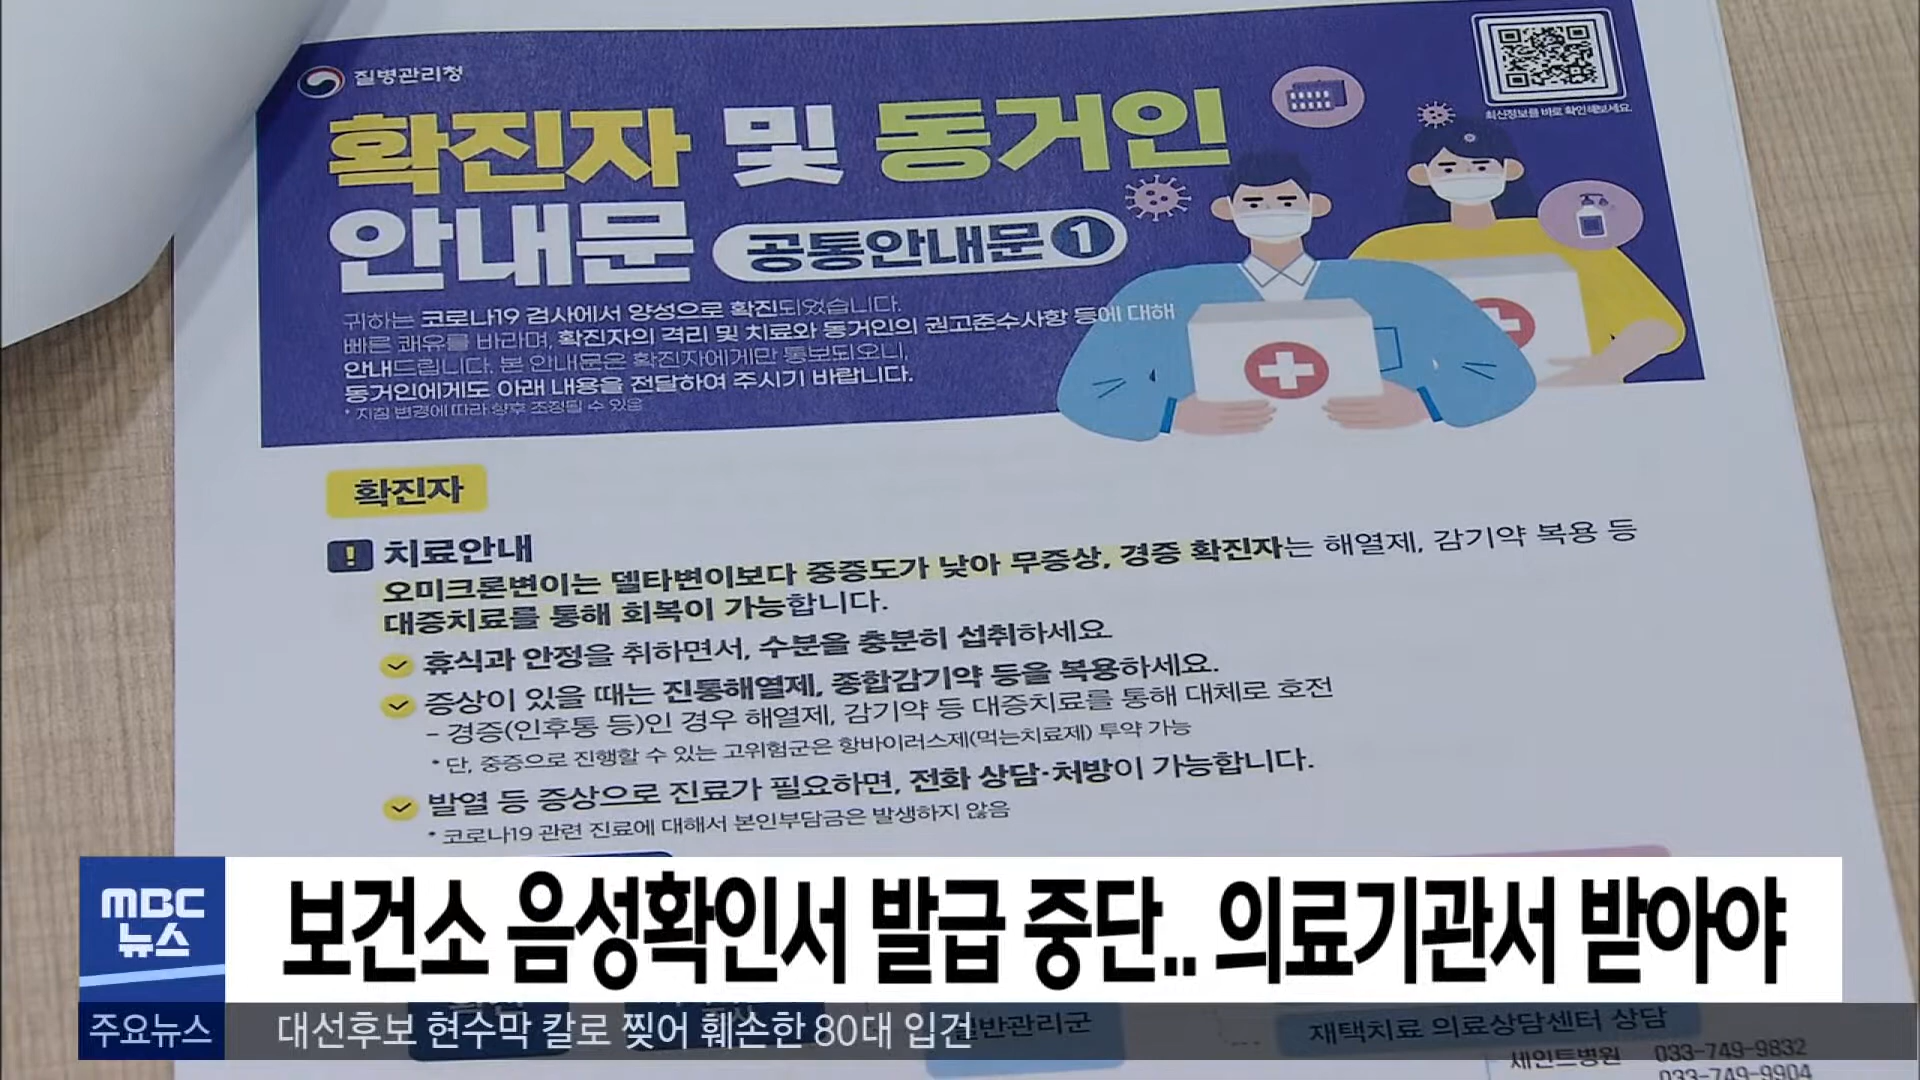 질병관리청
최신정보를 바로 확인해보세요.
확진자 및 동거인
안내문 공통안내문 1
귀하는 코로나19 검사에서 양성으로 확진되었습니다.
빠른 쾌유를 바라며, 확진자의 격리 및 치료와 동거인의 권고준수사항 등에 대해
안내드립니다. 본 안내문은 확진자에게만 통보되오니,
동거인에게도 아래 내용을 전달하여 주시기 바랍니다.
* 지침 변경에 따라 향후 조정될 수 있음
확진자
! 치료안내
오미크론변이는 델타변이보다 중증도가 낮아 무증상, 경증 확진자는 해열제, 감기약 복용 등
대증치료를 통해 회복이 가능합니다.
휴식과 안정을 취하면서, 수분을 충분히 섭취하세요.
증상이 있을 때는 진통해열제, 종합감기약 등을 복용하세요.
- 경증(인후통 등)인 경우 해열제, 감기약 등 대증치료를 통해 대체로 호전
* 단, 중증으로 진행할 수 있는 고위험군은 항바이러스제(먹는치료제) 투약 가능
발열 등 증상으로 진료가 필요하면, 전화 상담·처방이 가능합니다.
* 코로나19 관련 진료에 대해서 본인부담금은 발생하지 않음
MBC
뉴스
보건소 음성확인서 발급 중단.. 의료기관서 받아야
주요뉴스
대선후보 현수막 칼로 찢어 훼손한 80대 입건
일반관리군
재택치료 의료상담센터 상담
세인트병원 033-749-9832
033-749-9904